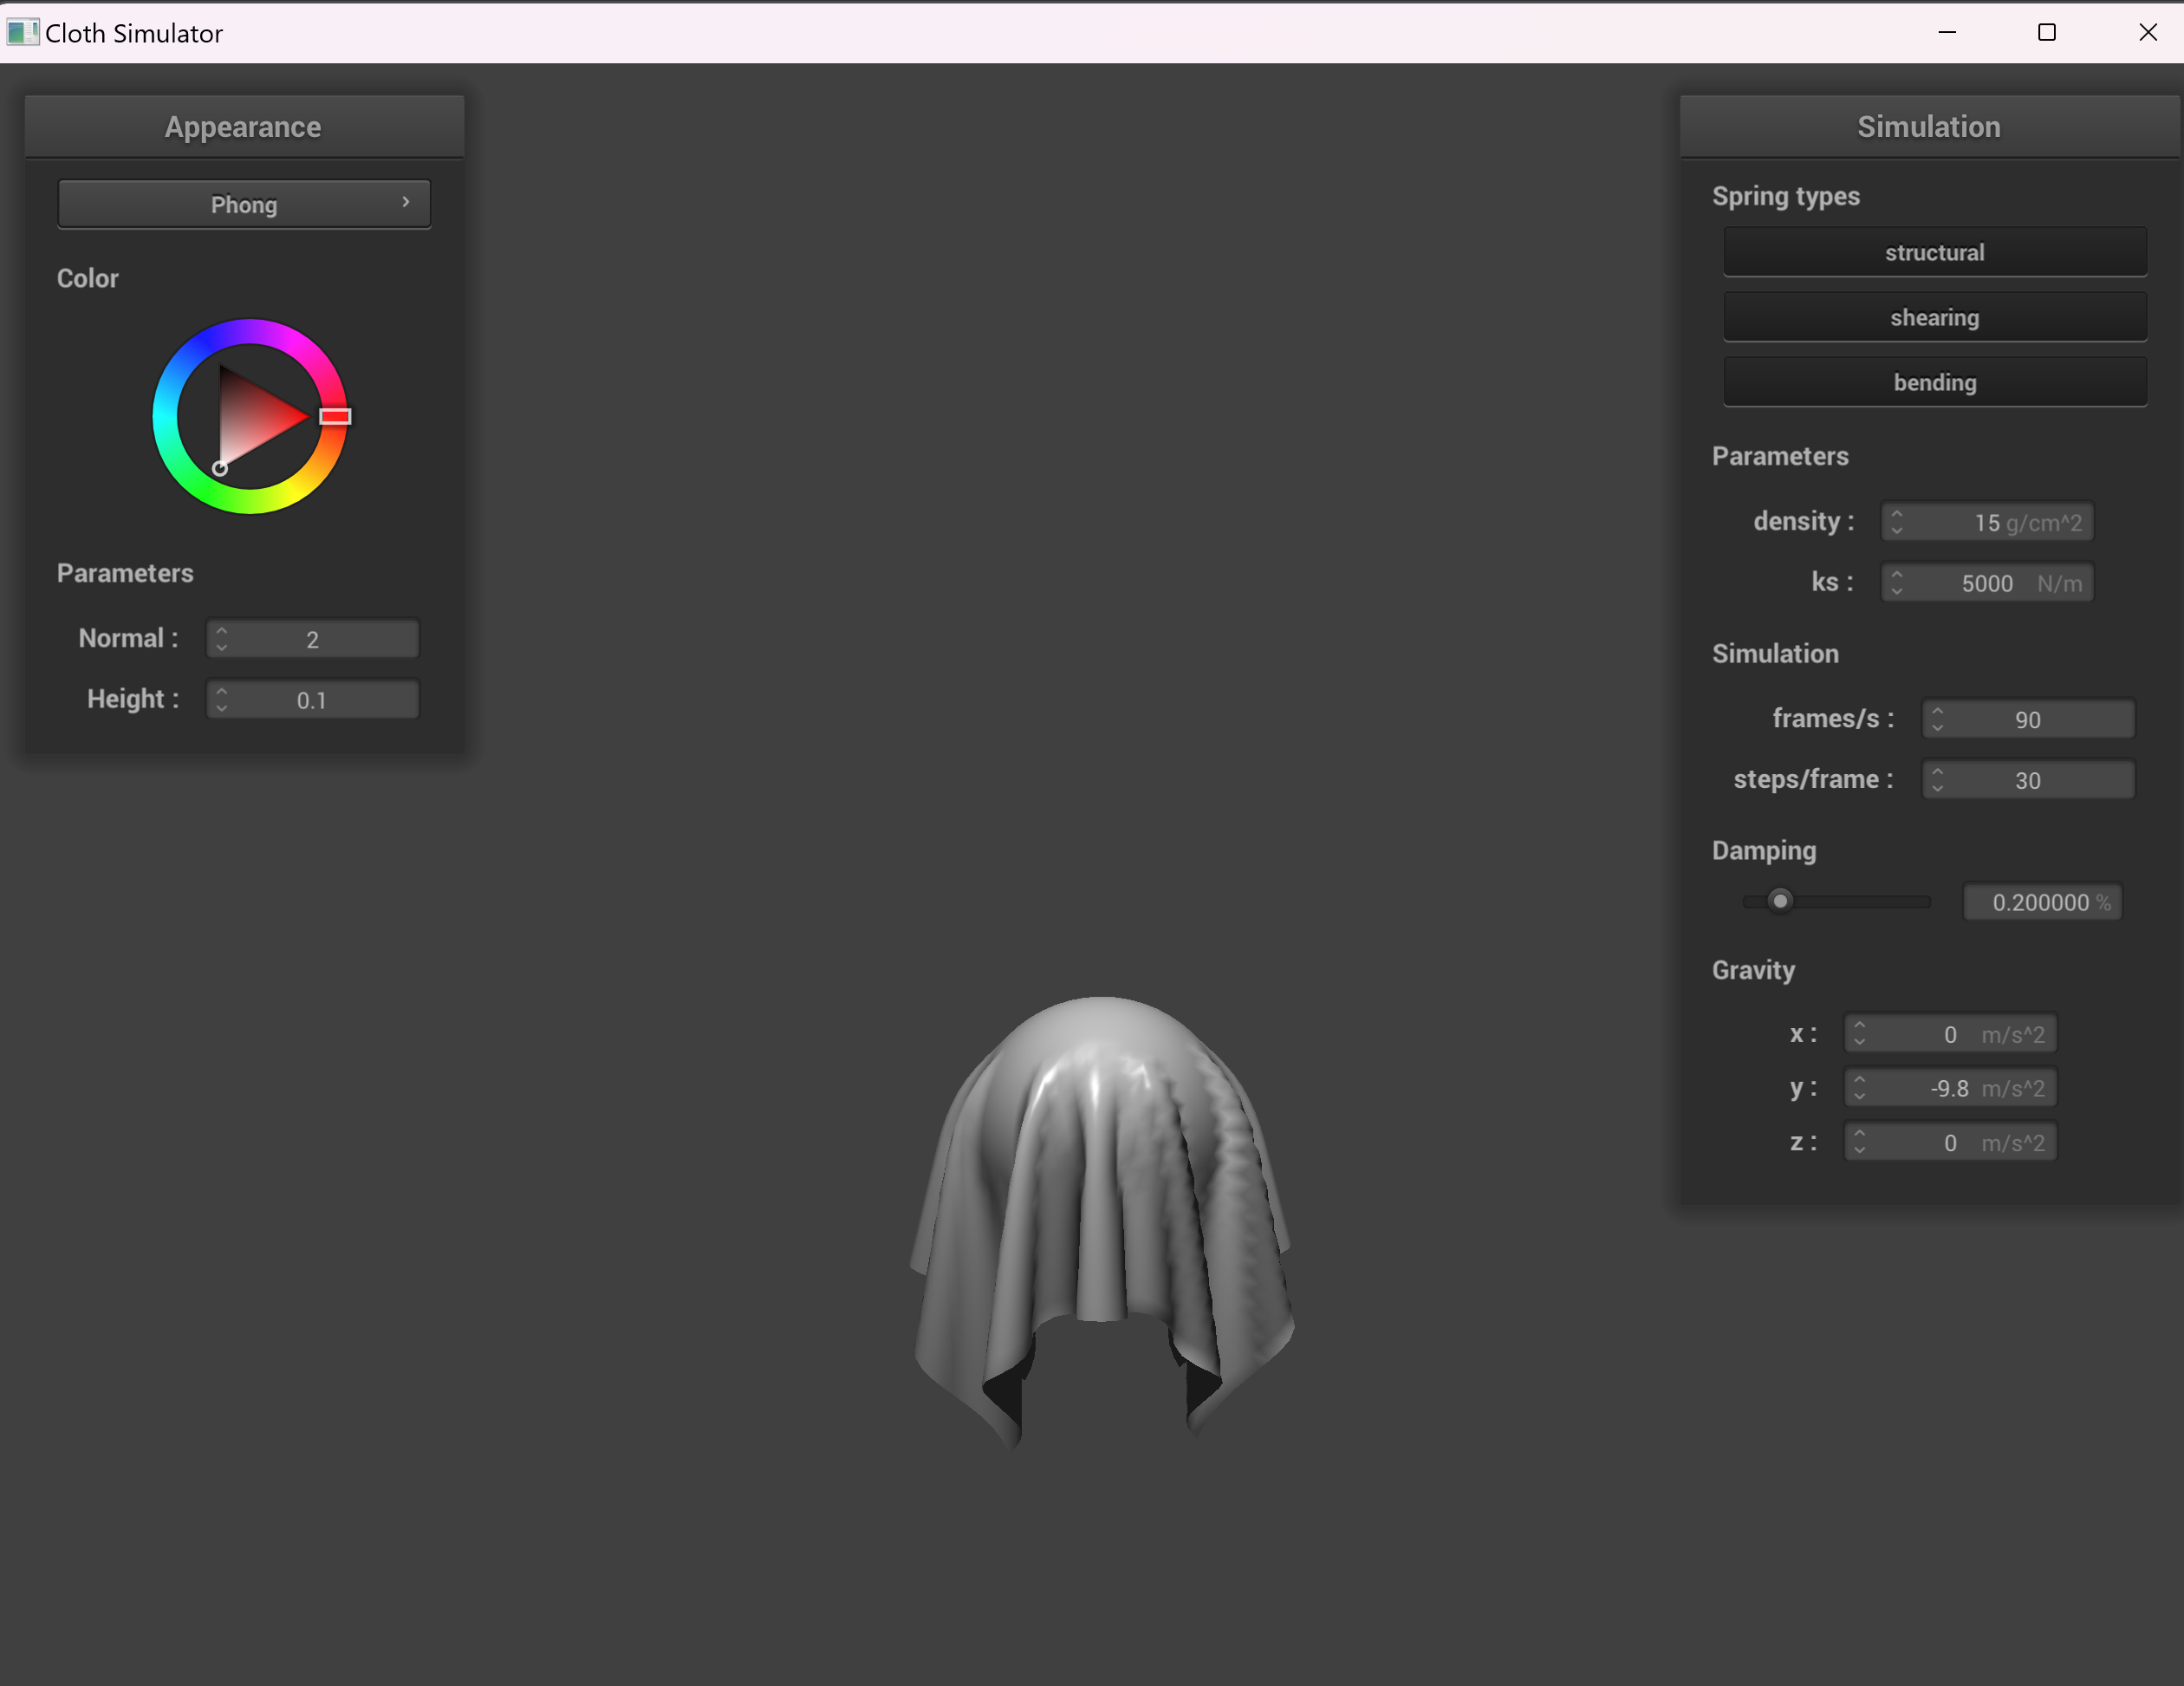 Cloth Simulator
Appearance
Phong
Color
Parameters
Normal : 2
Height : 0.1
Simulation
Spring types
structural
shearing
bending
Parameters
density : 15 g/cm^2
ks : 5000 N/m
Simulation
frames/s : 90
steps/frame : 30
Damping
0.200000 %
Gravity
x : 0 m/s^2
y : -9.8 m/s^2
z : 0 m/s^2